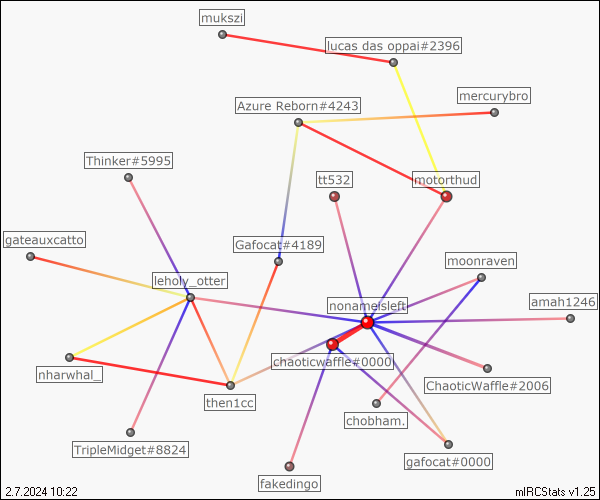 mukszi
lucas das oppai#2396
mercurybro
Azure Reborn#4243
Thinker#5995
tt532
motorthud
gateauxcatto
Gafocat#4189
moonraven
leholy_otter
nonameisleft
amah1246
chaoticwaffle#0000
nharwhal_
ChaoticWaffle#2006
then1cc
chobham.
TripleMidget#8824
gafocat#0000
fakedingo
2.7.2024 10:22
mIRCStats v1.25